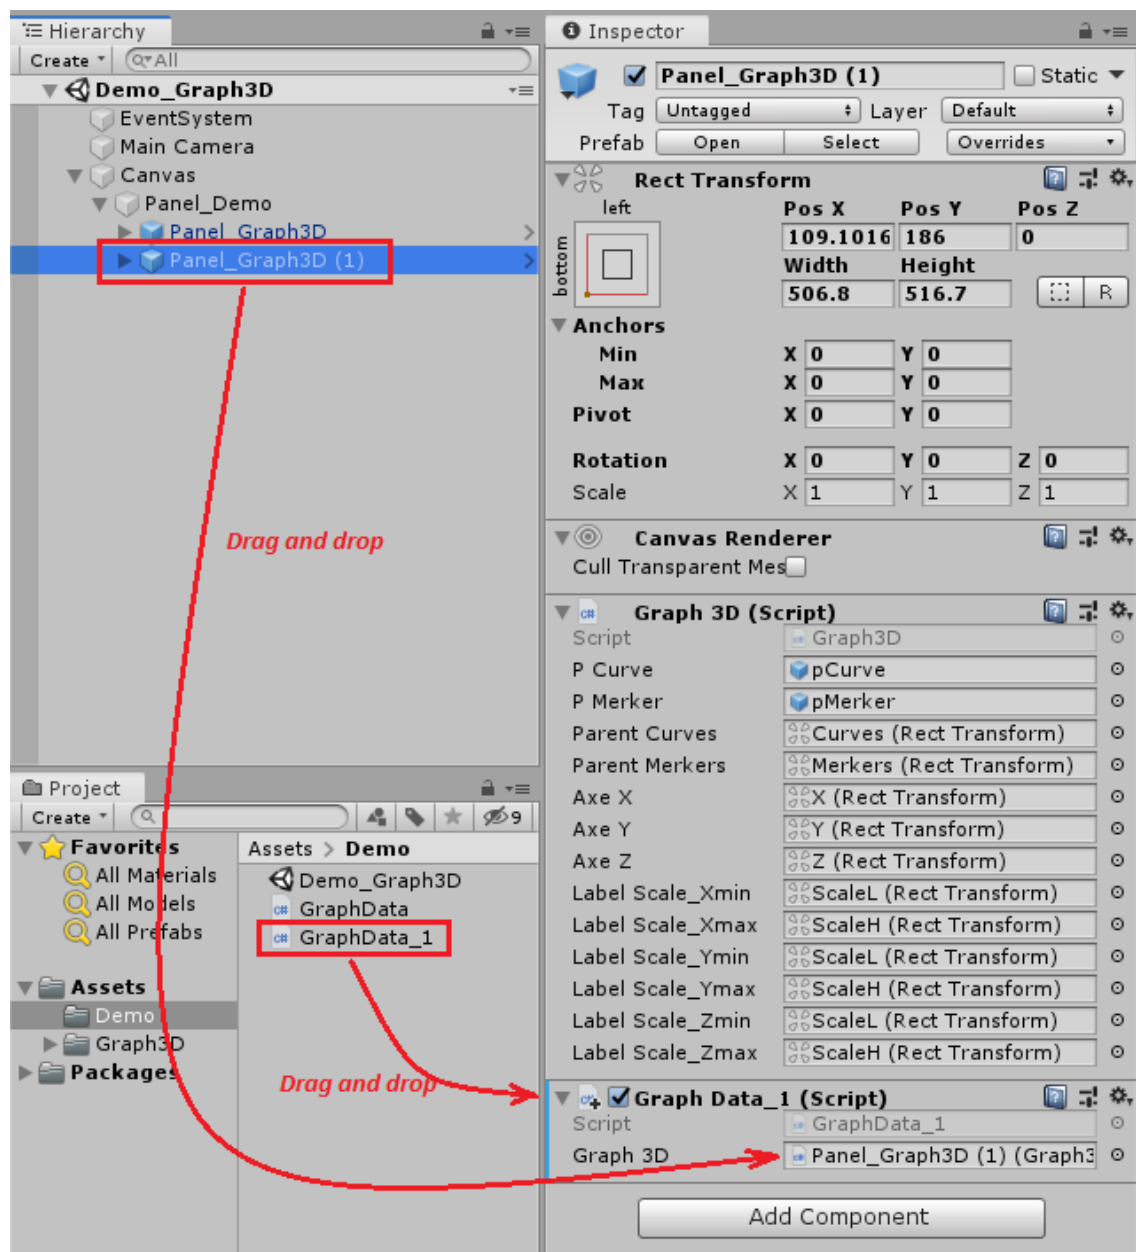 Hierarchy
Create
All
Demo_Graph3D
EventSystem
Main Camera
Canvas
Panel_Demo
Panel_Graph3D
Panel_Graph3D (1)
Drag and drop
Project
Create
9
Favorites
All Materials
All Models
All Prefabs
Assets
Demo
Graph3D
Packages
Assets > Demo
Demo_Graph3D
C# GraphData
C# GraphData_1
Drag and drop
Inspector
Panel_Graph3D (1) Static
Tag Untagged Layer Default
Prefab Open Select Overrides
Rect Transform
left Pos X Pos Y Pos Z
bottom
109.1016 186 0
Width Height
506.8 516.7 R
Anchors
Min X 0 Y 0
Max X 0 Y 0
Pivot X 0 Y 0
Rotation X 0 Y 0 Z 0
Scale X 1 Y 1 Z 1
Canvas Renderer
Cull Transparent Mes
C# Graph 3D (Script)
Script Graph3D
P Curve pCurve
P Merker pMerker
Parent Curves Curves (Rect Transform)
Parent Merkers Merkers (Rect Transform)
Axe X X (Rect Transform)
Axe Y Y (Rect Transform)
Axe Z Z (Rect Transform)
Label Scale_Xmin ScaleL (Rect Transform)
Label Scale_Xmax ScaleH (Rect Transform)
Label Scale_Ymin ScaleL (Rect Transform)
Label Scale_Ymax ScaleH (Rect Transform)
Label Scale_Zmin ScaleL (Rect Transform)
Label Scale_Zmax ScaleH (Rect Transform)
Graph Data_1 (Script)
Script GraphData_1
Graph 3D Panel_Graph3D (1) (Graph3
Add Component